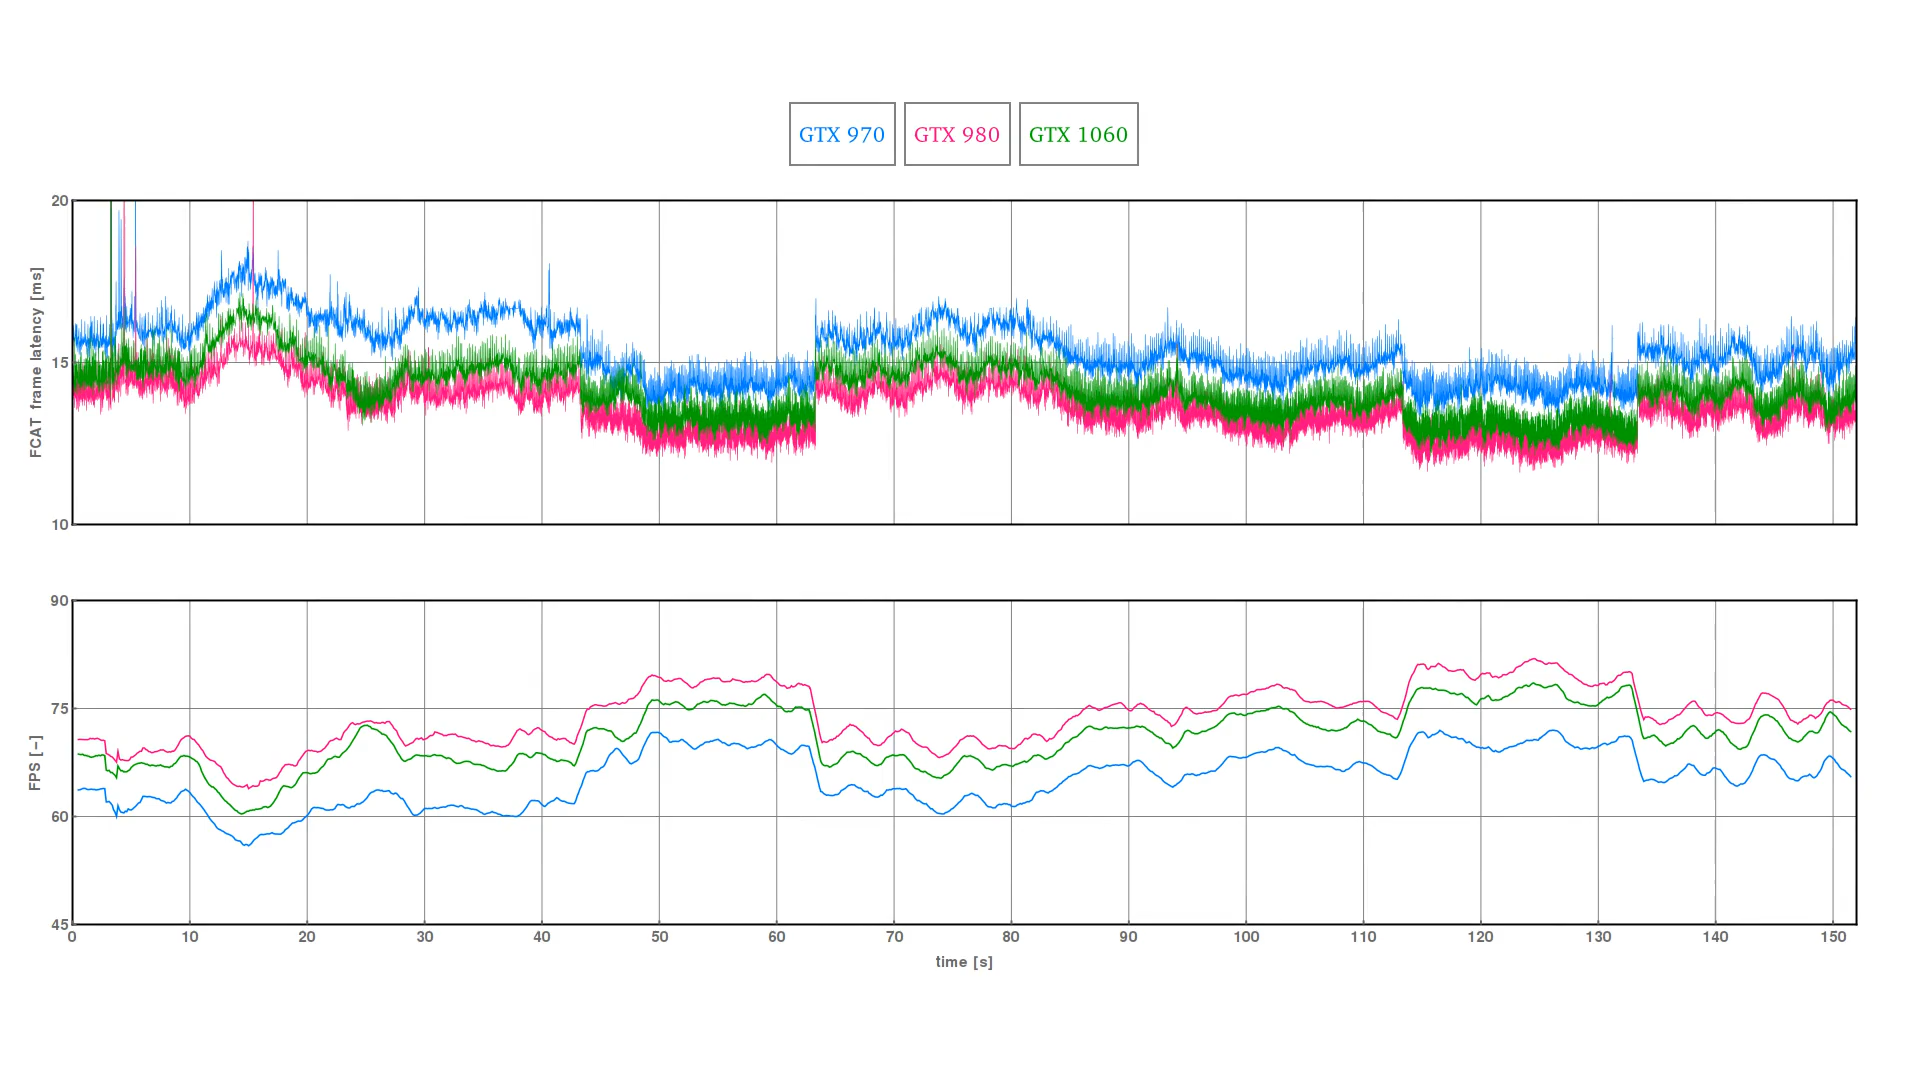 GTX 970 GTX 980 GTX 1060
20
15
10
FCAT frame latency [ms]
90
75
60
45
FPS [−]
0 10 20 30 40 50 60 70 80 90 100 110 120 130 140 150
time [s]